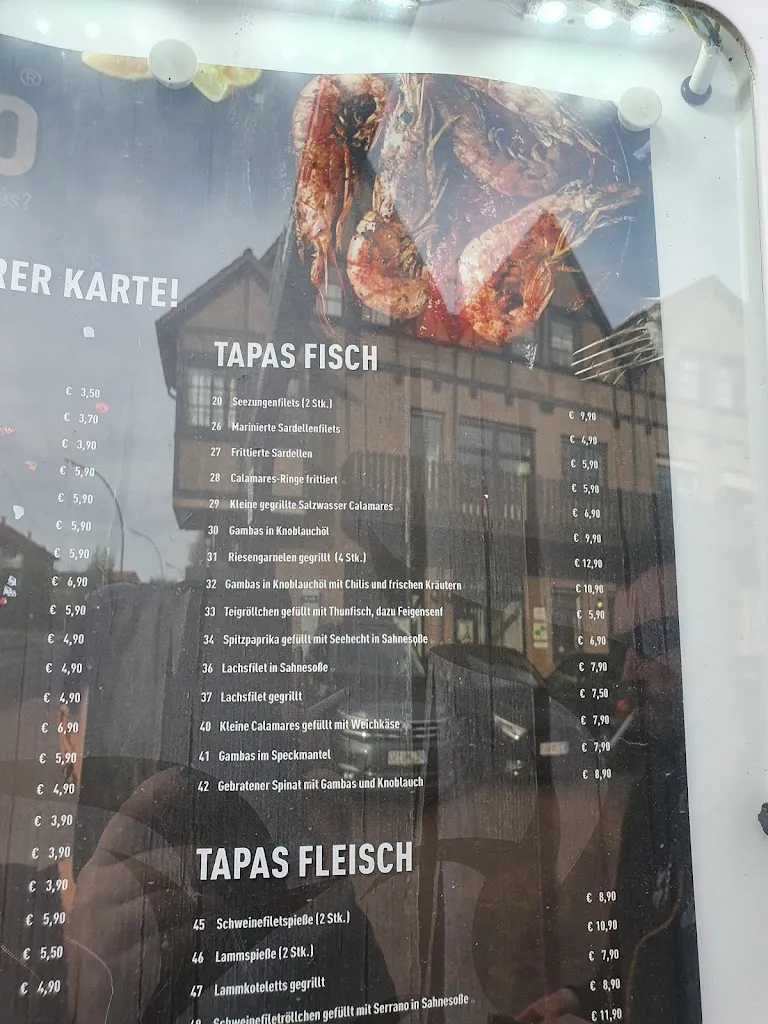 ®
O
RER KARTE!
€ 3,50
€ 3,70
€ 3,90
€ 5,90
€ 5,90
€ 5,90
€ 5,90
€ 6,90
€ 5,90
€ 4,90
€ 4,90
€ 4,90
€ 6,90
€ 5,90
€ 4,90
€ 3,90
€ 3,90
€ 3,90
€ 5,90
€ 5,50
€ 4,90
TAPAS FISCH
20 Seezungenfilets (2 Stk.) € 9,90
26 Marinierte Sardellenfilets € 4,90
27 Frittierte Sardellen € 5,90
28 Calamares-Ringe frittiert € 5,90
29 Kleine gegrillte Salzwasser Calamares € 6,90
30 Gambas in Knoblauchöl € 9,90
31 Riesengarnelen gegrillt (4 Stk.) € 12,90
32 Gambas in Knoblauchöl mit Chilis und frischen Kräutern € 10,90
33 Teigröllchen gefüllt mit Thunfisch, dazu Feigensenf € 5,90
34 Spitzpaprika gefüllt mit Seehecht in Sahnesoße € 6,90
36 Lachsfilet in Sahnesoße € 7,90
37 Lachsfilet gegrillt € 7,50
40 Kleine Calamares gefüllt mit Weichkäse € 7,90
41 Gambas im Speckmantel € 7,90
42 Gebratener Spinat mit Gambas und Knoblauch € 8,90
TAPAS FLEISCH
45 Schweinefiletspieße (2 Stk.) € 8,90
46 Lammspieße (2 Stk.) € 10,90
47 Lammkoteletts gegrillt € 7,90
48 Schweinefiletröllchen gefüllt mit Serrano in Sahnesoße € 8,90
€ 11,90